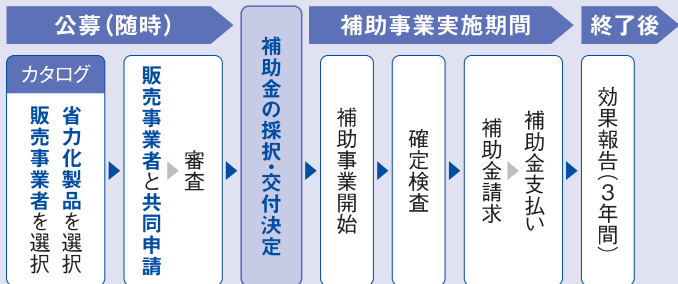 公募（随時）
カタログ
省力化製品を選択
販売事業者を選択
販売事業者と共同申請
審査
補助金の採択・交付決定
補助事業実施期間
補助事業開始
確定検査
補助金請求
補助金支払い
終了後
効果報告（3年間）